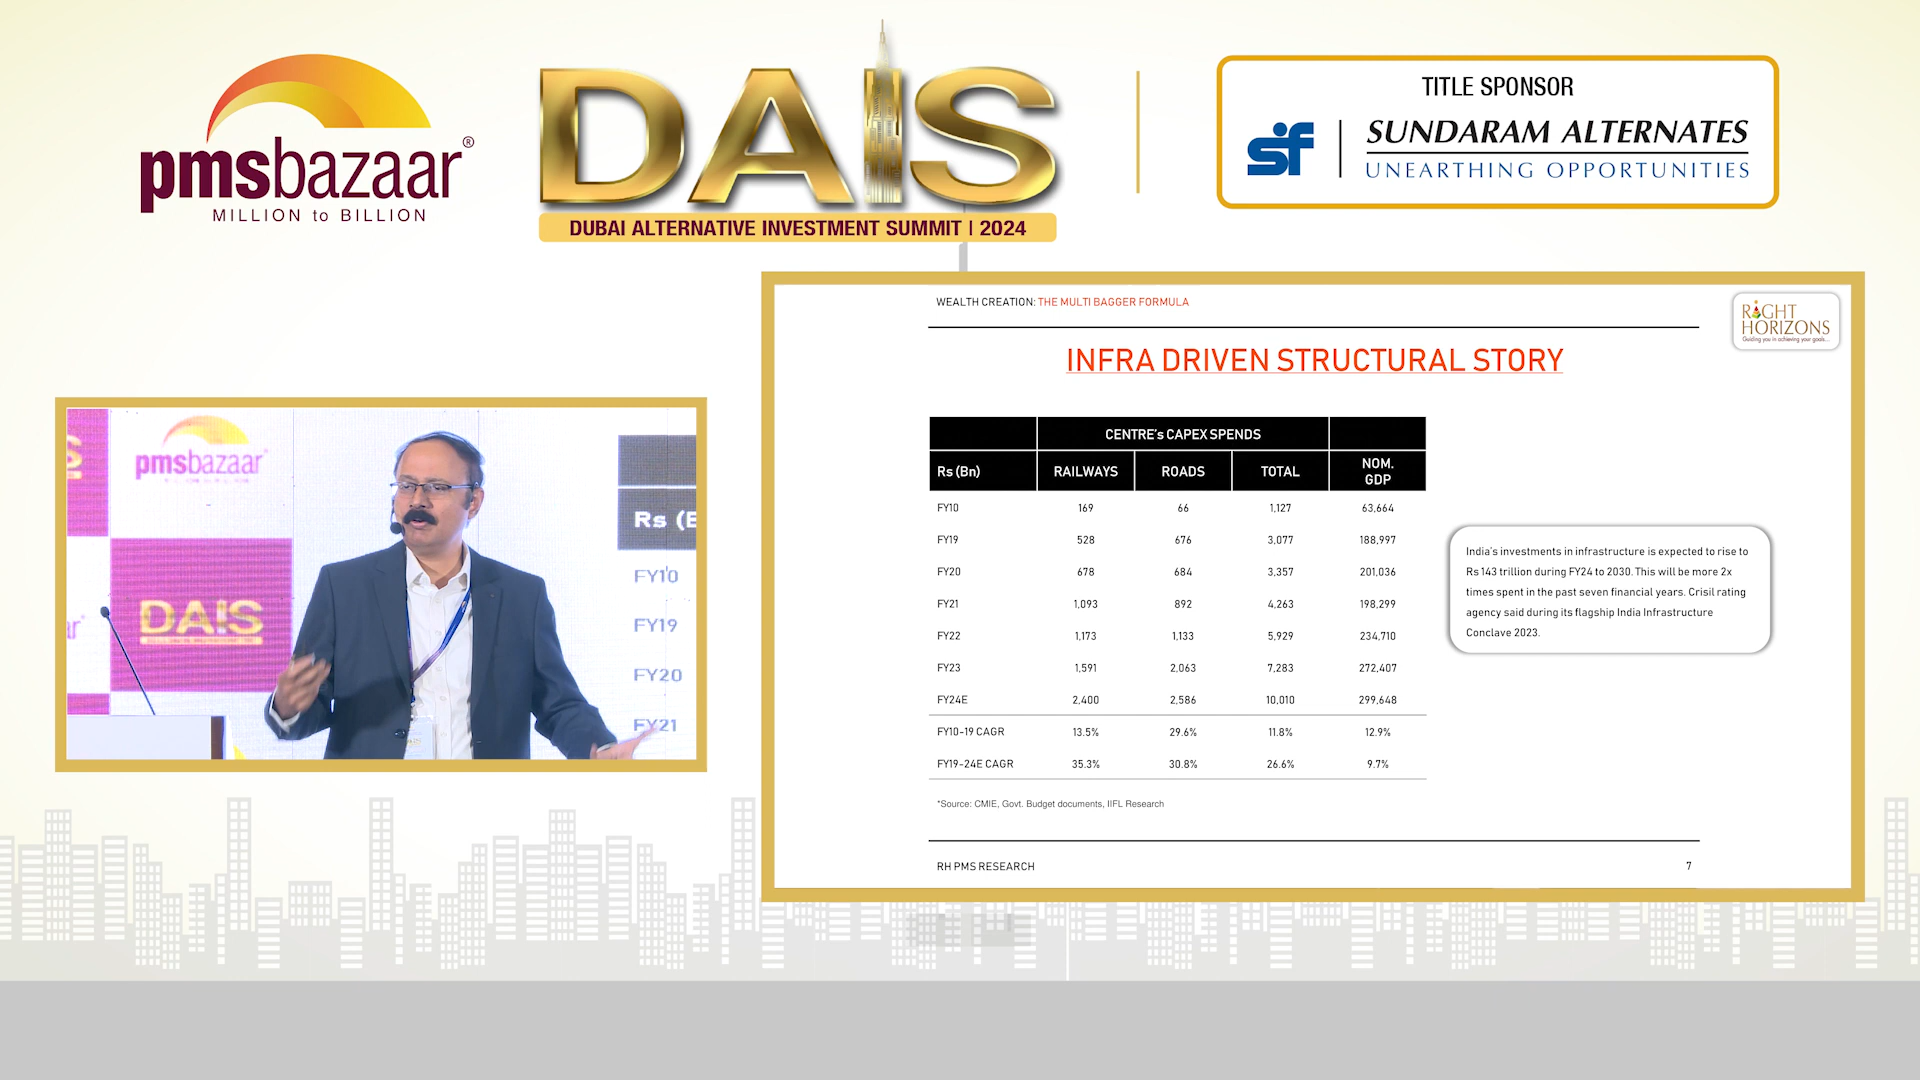 pmsbazaar®
MILLION to BILLION
DAIS
DUBAI ALTERNATIVE INVESTMENT SUMMIT | 2024
TITLE SPONSOR
sf
SUNDARAM ALTERNATES
UNEARTHING OPPORTUNITIES
WEALTH CREATION: THE MULTI BAGGER FORMULA
RIGHT
HORIZONS
Guiding you in achieving your goals...
INFRA DRIVEN STRUCTURAL STORY
CENTRE's CAPEX SPENDS
Rs (Bn) RAILWAYS ROADS TOTAL NOM. GDP
FY10 169 66 1,127 63,664
FY19 528 676 3,077 188,997
FY20 678 684 3,357 201,036
FY21 1,093 892 4,263 198,299
FY22 1,173 1,133 5,929 234,710
FY23 1,591 2,063 7,283 272,407
FY24E 2,400 2,586 10,010 299,648
FY10-19 CAGR 13.5% 29.6% 11.8% 12.9%
FY19-24E CAGR 35.3% 30.8% 26.6% 9.7%
*Source: CMIE, Govt. Budget documents, IIFL Research
India's investments in infrastructure is expected to rise to
Rs 143 trillion during FY24 to 2030. This will be more 2x
times spent in the past seven financial years. Crisil rating
agency said during its flagship India Infrastructure
Conclave 2023.
RH PMS RESEARCH
7
pmsbazaar
MILLION to BILLION
DAIS
Rs (B
FY10
FY19
FY20
FY21